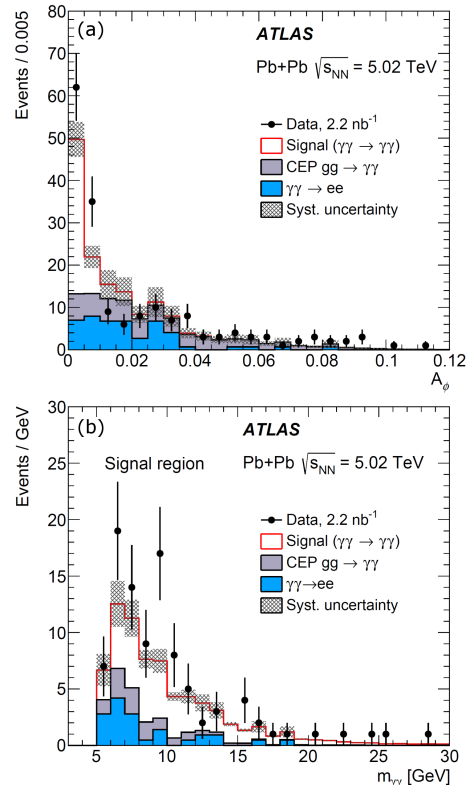 (a)
ATLAS
Pb+Pb √sNN = 5.02 TeV
Data, 2.2 nb⁻¹
Signal (γγ → γγ)
CEP gg → γγ
γγ → ee
Syst. uncertainty
Events / 0.005
80
70
60
50
40
30
20
10
0
0 0.02 0.04 0.06 0.08 0.1 0.12
Aϕ
(b)
ATLAS
Signal region
Pb+Pb √sNN = 5.02 TeV
Data, 2.2 nb⁻¹
Signal (γγ → γγ)
CEP gg → γγ
γγ→ee
Syst. uncertainty
Events / GeV
30
25
20
15
10
5
0
5 10 15 20 25 30
mγγ [GeV]